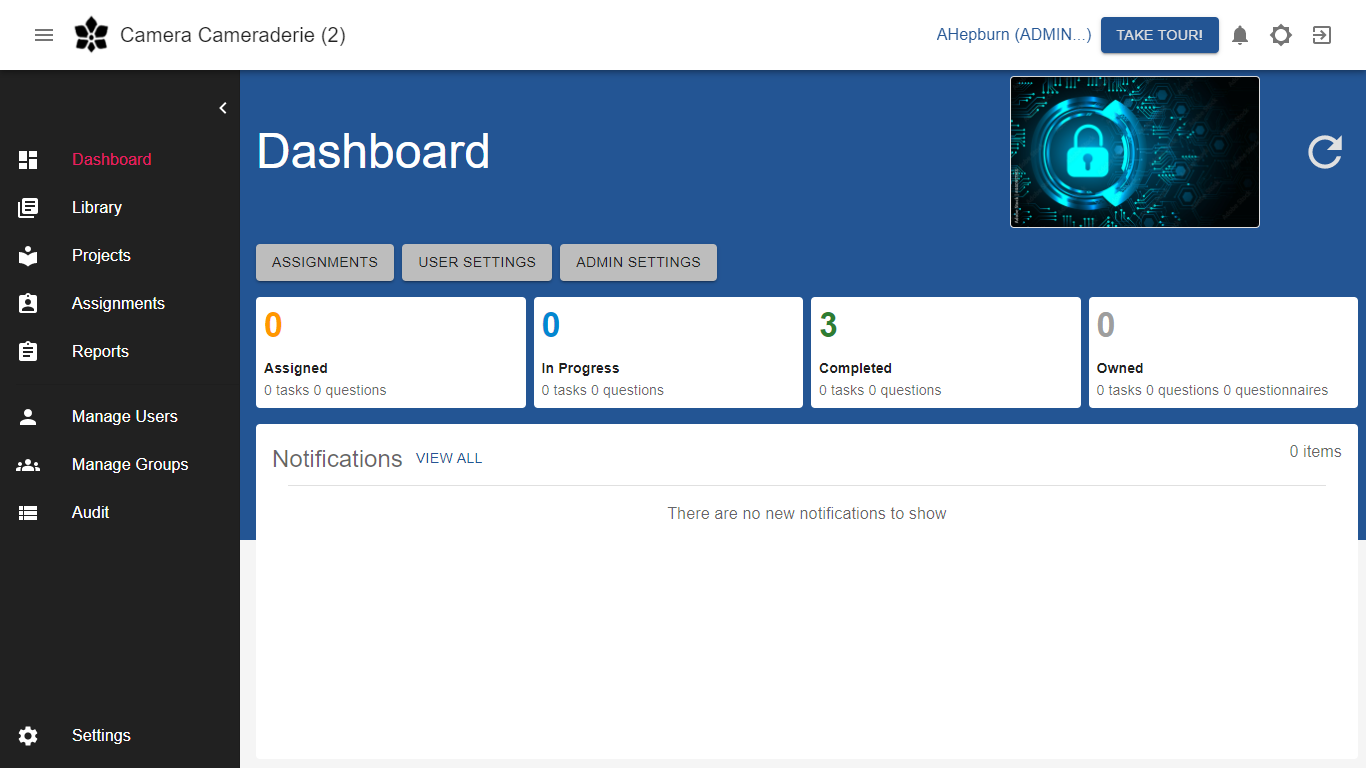 Camera Cameraderie (2)
AHepburn (ADMIN...)
TAKE TOUR!
Dashboard
Library
Projects
Assignments
Reports
Manage Users
Manage Groups
Audit
Settings
Dashboard
ASSIGNMENTS
USER SETTINGS
ADMIN SETTINGS
0
Assigned
0 tasks 0 questions
0
In Progress
0 tasks 0 questions
3
Completed
0 tasks 0 questions
0
Owned
0 tasks 0 questions 0 questionnaires
Notifications VIEW ALL
0 items
There are no new notifications to show